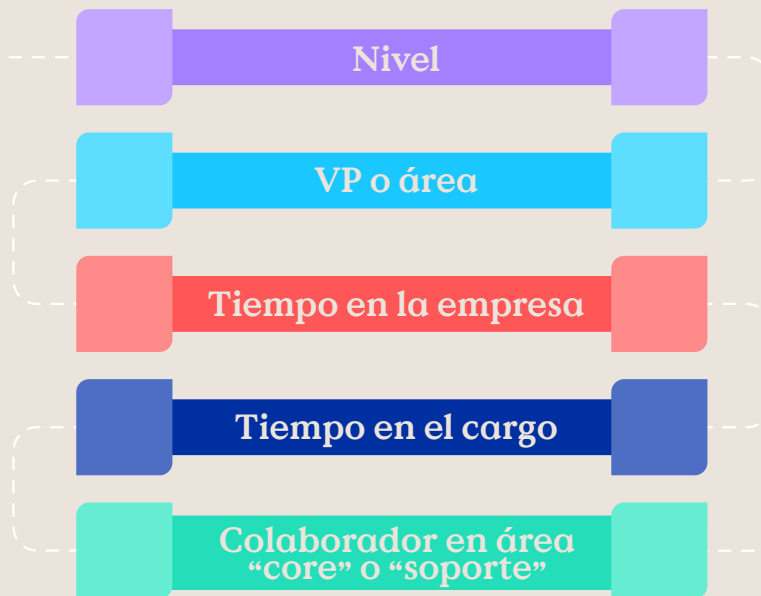 Nivel
VP o área
Tiempo en la empresa
Tiempo en el cargo
Colaborador en área
“core” o “soporte”